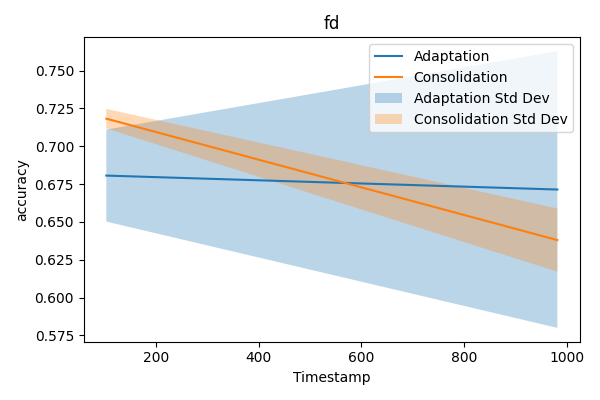 fd
Adaptation
Consolidation
Adaptation Std Dev
Consolidation Std Dev
accuracy
0.750
0.725
0.700
0.675
0.650
0.625
0.600
0.575
200
400
600
800
1000
Timestamp